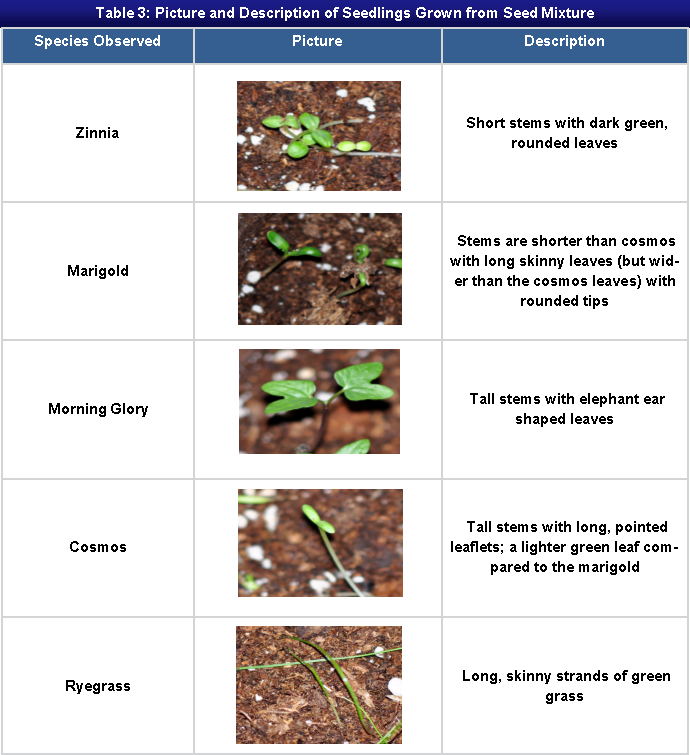 Table 3: Picture and Description of Seedlings Grown from Seed Mixture
Species Observed
Picture
Description
Zinnia
Short stems with dark green,
rounded leaves
Marigold
Stems are shorter than cosmos
with long skinny leaves (but wid-
er than the cosmos leaves) with
rounded tips
Morning Glory
Tall stems with elephant ear
shaped leaves
Cosmos
Tall stems with long, pointed
leaflets; a lighter green leaf com-
pared to the marigold
Ryegrass
Long, skinny strands of green
grass